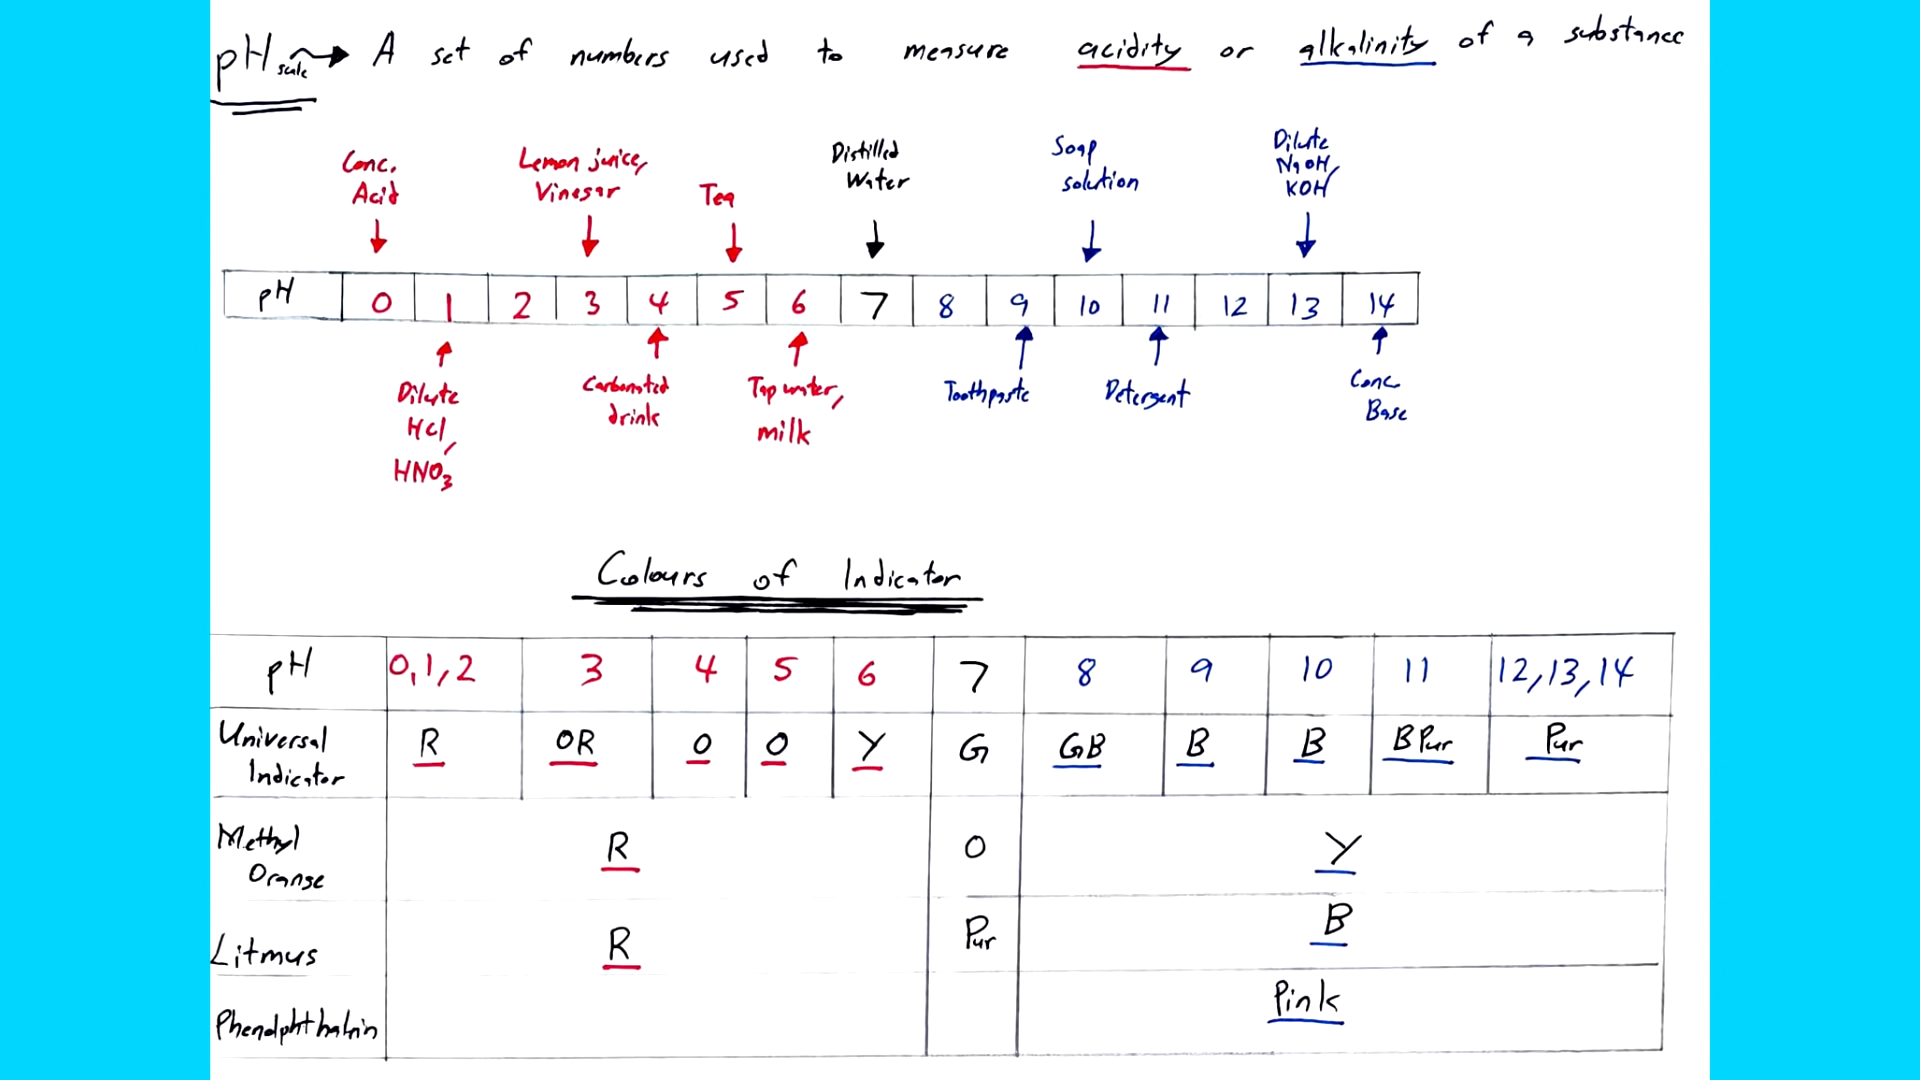 pH scale → A set of numbers used to measure acidity or alkalinity of a substance
Conc. Acid
Lemon juice, Vinegar
Tea
Distilled Water
Soap solution
Dilute NaOH, KOH
pH 0 1 2 3 4 5 6 7 8 9 10 11 12 13 14
Dilute HCl, HNO3
Carbonated drink
Tap water, milk
Toothpaste
Detergent
Conc. Base
Colours of Indicator
pH 0,1,2 3 4 5 6 7 8 9 10 11 12,13,14
Universal Indicator R OR O O Y G GB B B BPur Pur
Methyl Orange R O Y
Litmus R Pur B
Phenolphthalein Pink